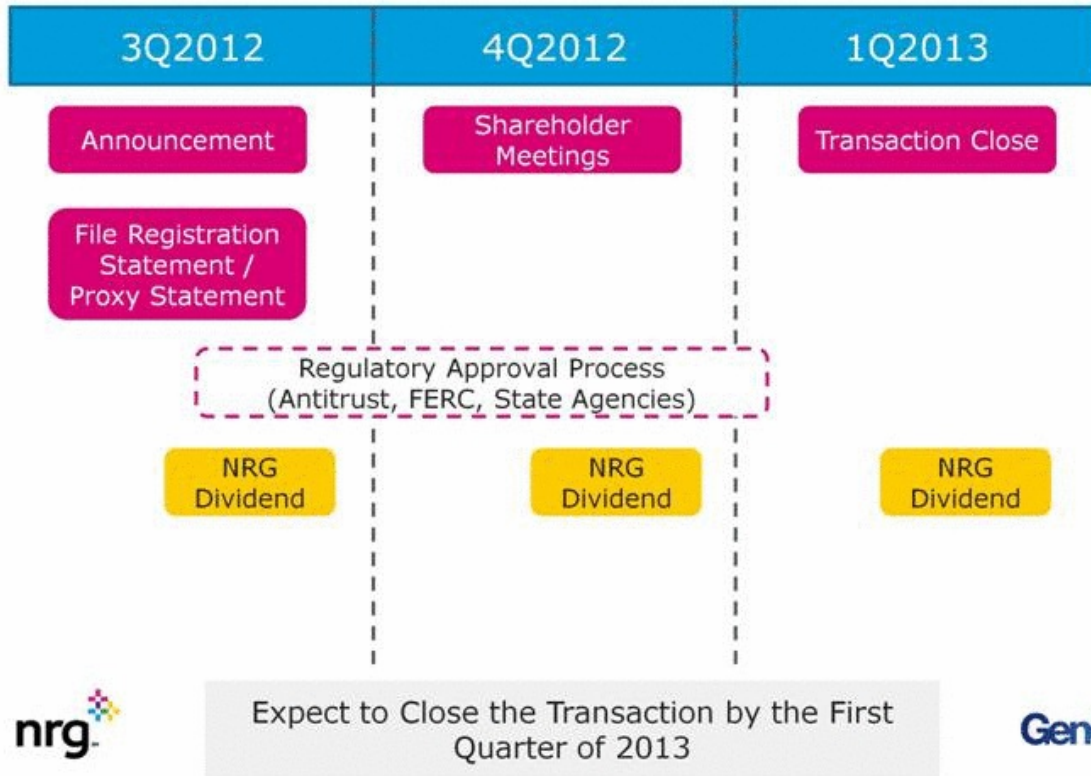 3Q2012
4Q2012
1Q2013
Announcement
Shareholder
Meetings
Transaction Close
File Registration
Statement /
Proxy Statement
Regulatory Approval Process
(Antitrust, FERC, State Agencies)
NRG
Dividend
NRG
Dividend
NRG
Dividend
nrg
Expect to Close the Transaction by the First
Quarter of 2013
Gen